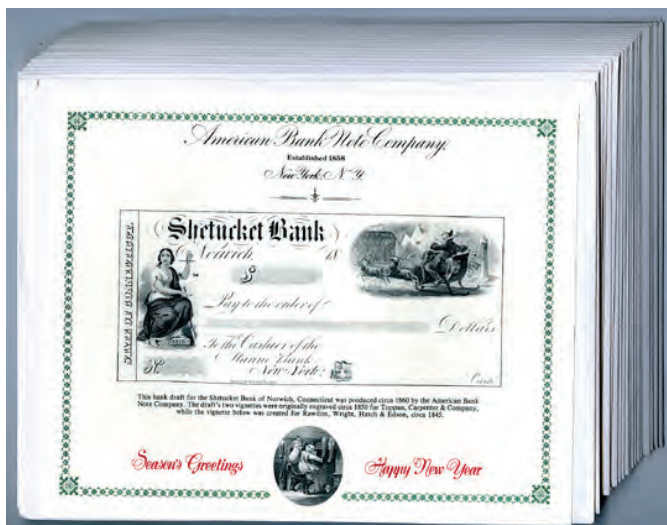 American Bank Note Company.
Established 1858
New York, N.Y.
Shetucket Bank
Norwich, 18
$
Pay to the order of
Dollars
To the Cashier of the
Bank
New York.
This bank draft for the Shetucket Bank of Norwich, Connecticut was produced circa 1860 by the American Bank
Note Company. The draft's two vignettes were originally engraved circa 1850 for Toppan, Carpenter & Company,
while the vignette below was created for Rawdon, Wright, Hatch & Edson, circa 1845.
Season's Greetings
Happy New Year